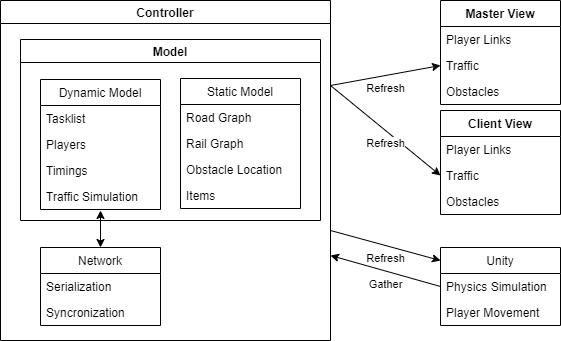 Controller
Model
Dynamic Model
Tasklist
Players
Timings
Traffic Simulation
Static Model
Road Graph
Rail Graph
Obstacle Location
Items
Network
Serialization
Syncronization
Refresh
Refresh
Refresh
Gather
Master View
Player Links
Traffic
Obstacles
Client View
Player Links
Traffic
Obstacles
Unity
Physics Simulation
Player Movement